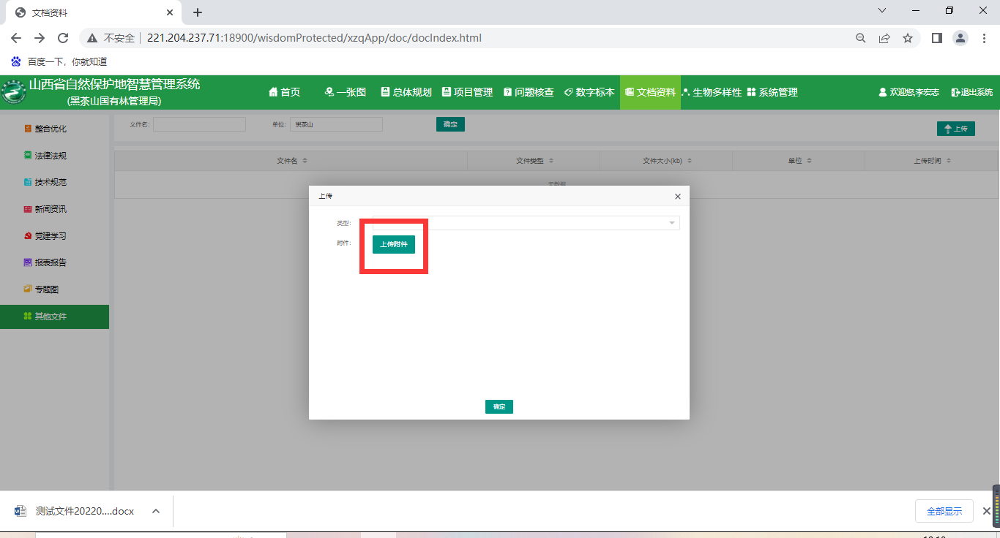 文档资料
不安全
221.204.237.71:18900/wisdomProtected/xzqApp/doc/docIndex.html
百度一下，你就知道
山西省自然保护地智慧管理系统
(黑茶山国有林管理局)
首页 一张图 总体规划 项目管理 问题核查 数字标本 文档资料 生物多样性 系统管理
欢迎您,李宏志 退出系统
整合优化
法律法规
技术规范
新闻资讯
党建学习
报表报告
专题图
其他文件
文件名: 单位: 黑茶山 确定
上传
文件名 文件类型 文件大小(kb) 单位 上传时间
上传
类型:
附件: 上传附件
确定
测试文件20220....docx
全部显示